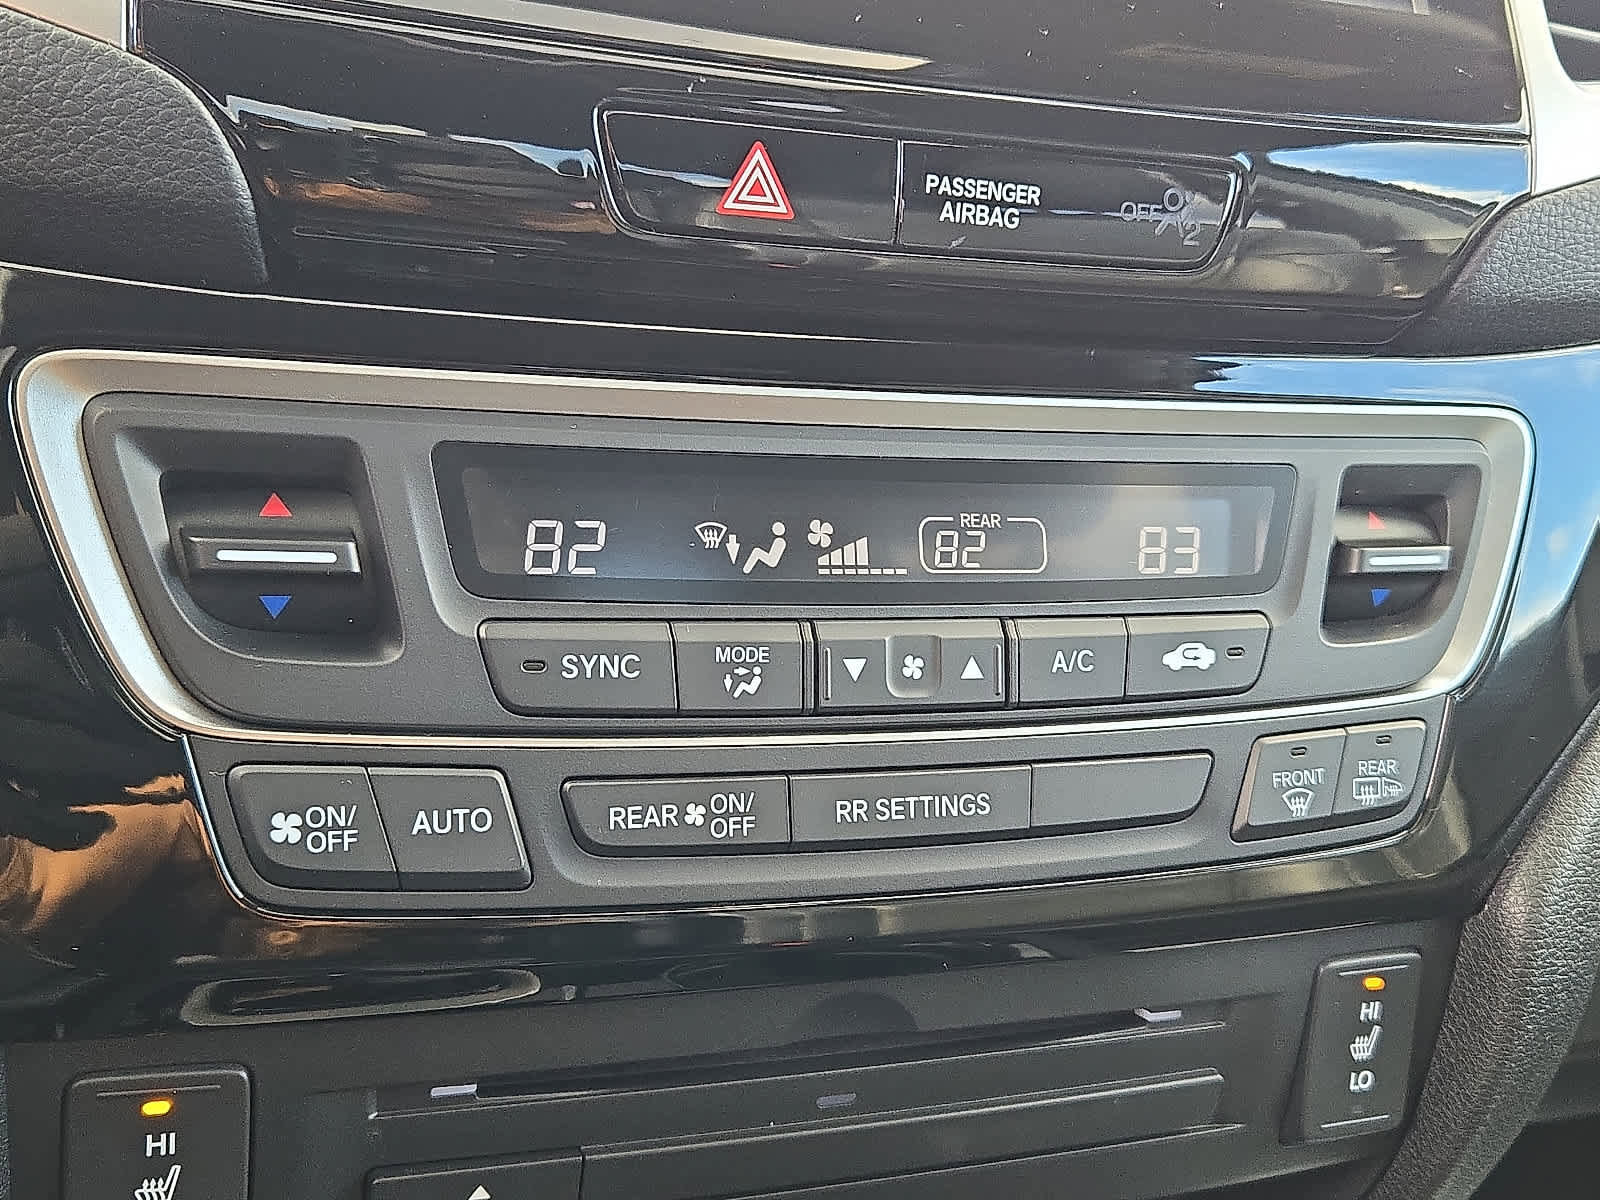 PASSENGER
AIRBAG
OFF
2
82
REAR
82
83
SYNC
MODE
A/C
ON/
OFF
AUTO
REAR
ON/
OFF
RR SETTINGS
FRONT
REAR
HI
LO
HI